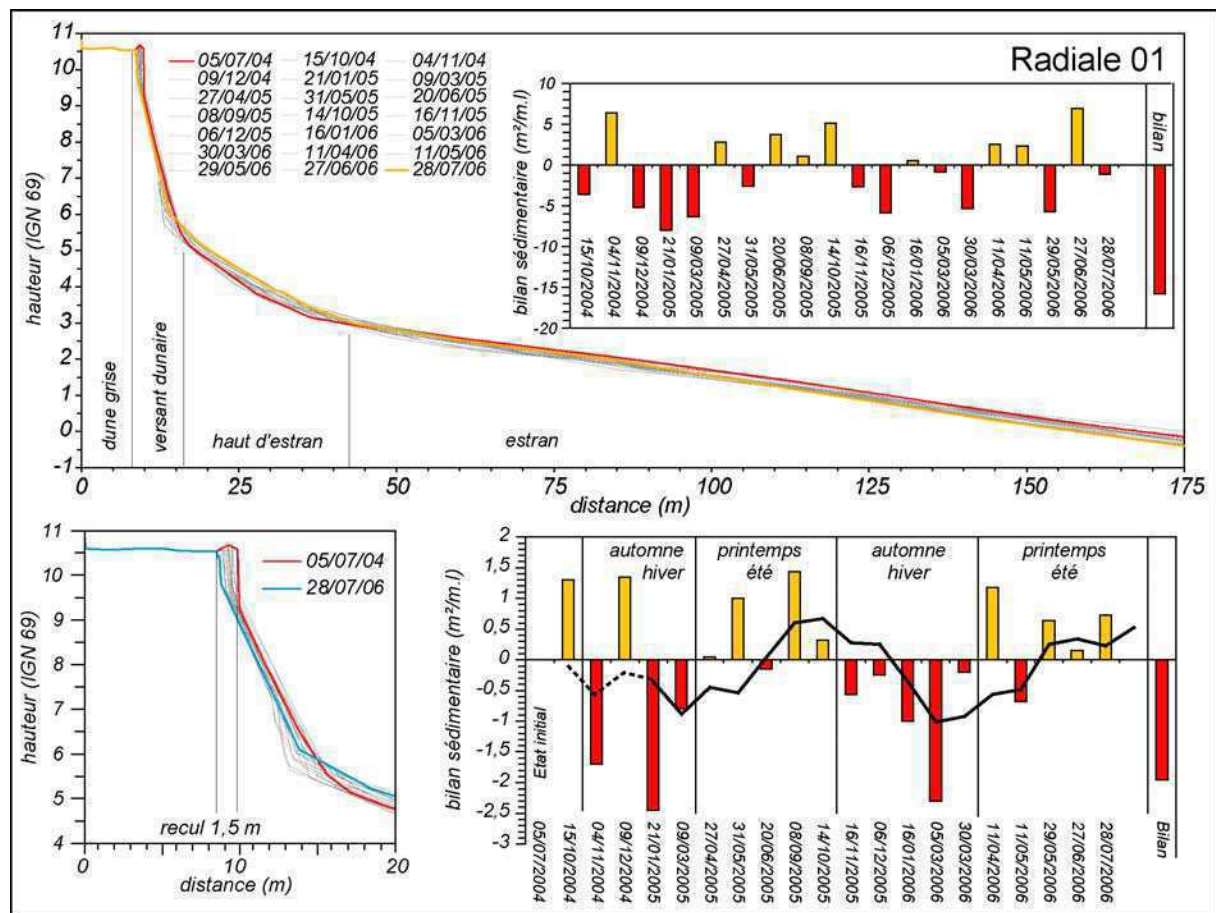 Radiale 01
hauteur (IGN 69)
11
10
9
8
7
6
5
4
3
2
1
0
-1
05/07/04 15/10/04 04/11/04
09/12/04 21/01/05 09/03/05
27/04/05 31/05/05 20/06/05
08/09/05 14/10/05 16/11/05
06/12/05 16/01/06 05/03/06
30/03/06 11/04/06 11/05/06
29/05/06 27/06/06 28/07/06
dune grise
versant dunaire
haut d'estran
estran
0 25 50 75 100 125 150 175
distance (m)
bilan sédimentaire (m²/m.l)
10
5
0
-5
-10
-15
-20
bilan
15/10/2004
04/11/2004
09/12/2004
21/01/2005
09/03/2005
27/04/2005
31/05/2005
20/06/2005
08/09/2005
14/10/2005
16/11/2005
06/12/2005
16/01/2006
05/03/2006
30/03/2006
11/04/2006
11/05/2006
29/05/2006
27/06/2006
28/07/2006
hauteur (IGN 69)
11
10
9
8
7
6
5
4
05/07/04
28/07/06
recul 1,5 m
0 10 20
distance (m)
bilan sédimentaire (m²/m.l)
2
1,5
1
0,5
0
-0,5
-1
-1,5
-2
-2,5
-3
automne
hiver
printemps
été
automne
hiver
printemps
été
Etat initial
05/07/2004
15/10/2004
04/11/2004
09/12/2004
21/01/2005
09/03/2005
27/04/2005
31/05/2005
20/06/2005
08/09/2005
14/10/2005
16/11/2005
06/12/2005
16/01/2006
05/03/2006
30/03/2006
11/04/2006
11/05/2006
29/05/2006
27/06/2006
28/07/2006
Bilan